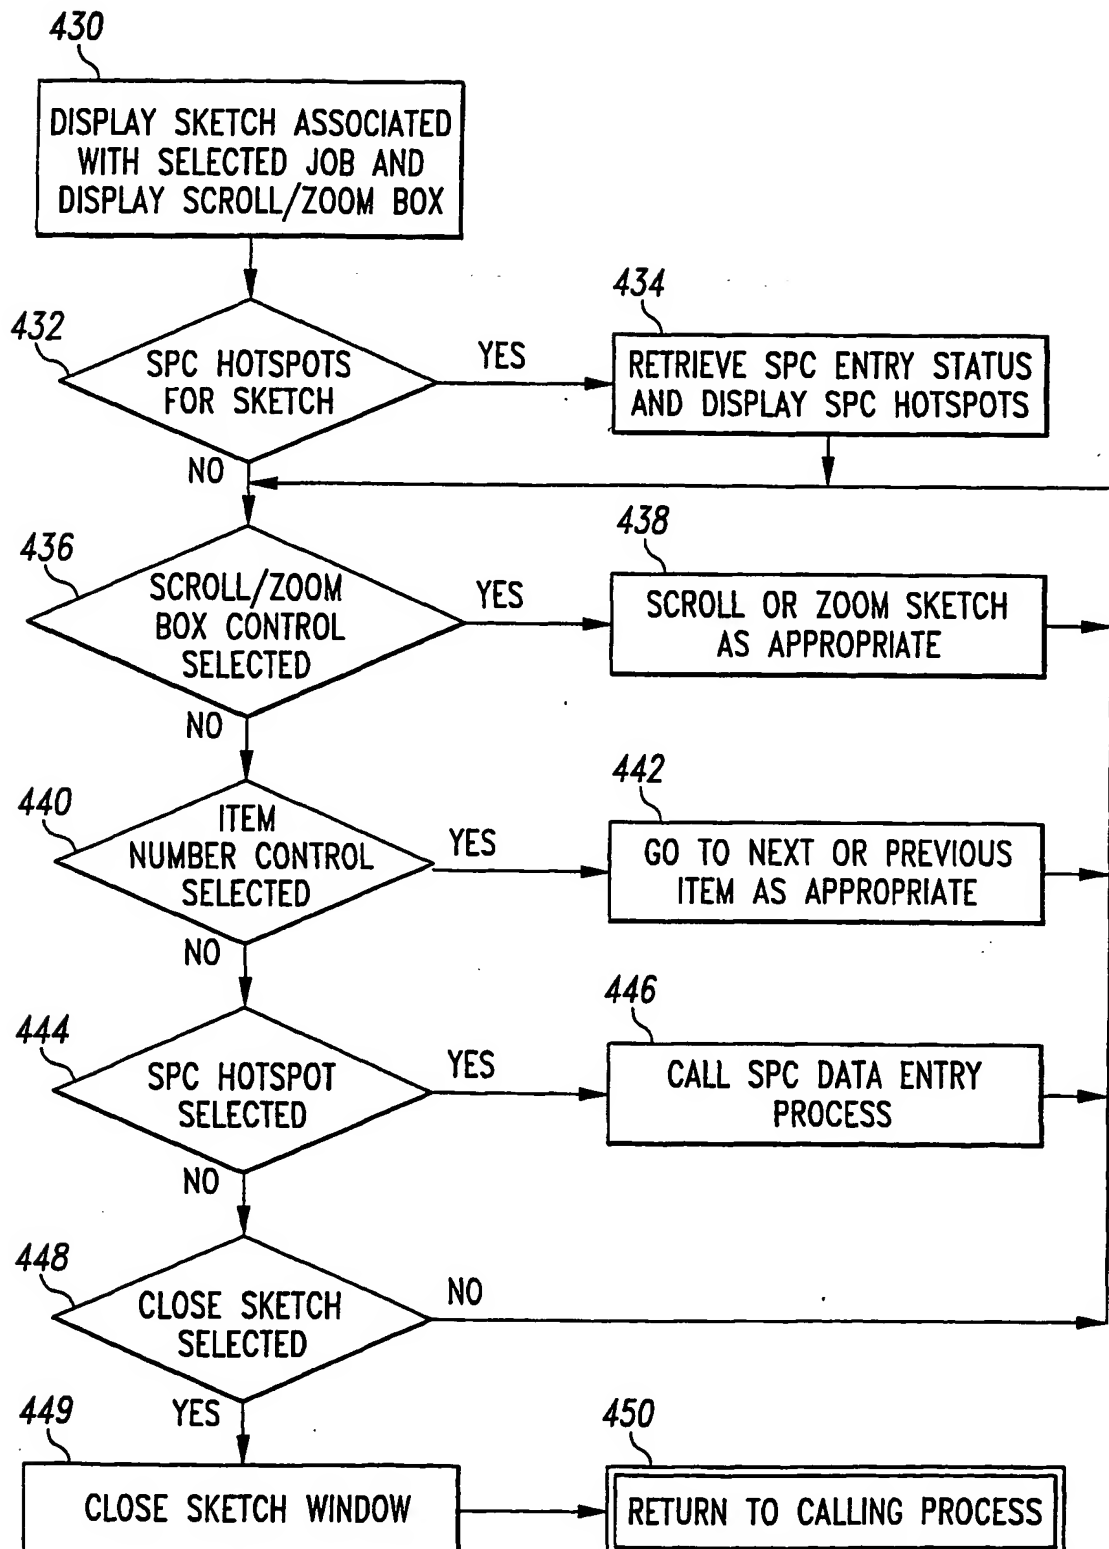 430
DISPLAY SKETCH ASSOCIATED
WITH SELECTED JOB AND
DISPLAY SCROLL/ZOOM BOX
432
SPC HOTSPOTS
FOR SKETCH
YES
434
RETRIEVE SPC ENTRY STATUS
AND DISPLAY SPC HOTSPOTS
NO
436
SCROLL/ZOOM
BOX CONTROL
SELECTED
YES
438
SCROLL OR ZOOM SKETCH
AS APPROPRIATE
NO
440
ITEM
NUMBER CONTROL
SELECTED
YES
442
GO TO NEXT OR PREVIOUS
ITEM AS APPROPRIATE
NO
444
SPC HOTSPOT
SELECTED
YES
446
CALL SPC DATA ENTRY
PROCESS
NO
448
CLOSE SKETCH
SELECTED
NO
YES
449
CLOSE SKETCH WINDOW
450
RETURN TO CALLING PROCESS